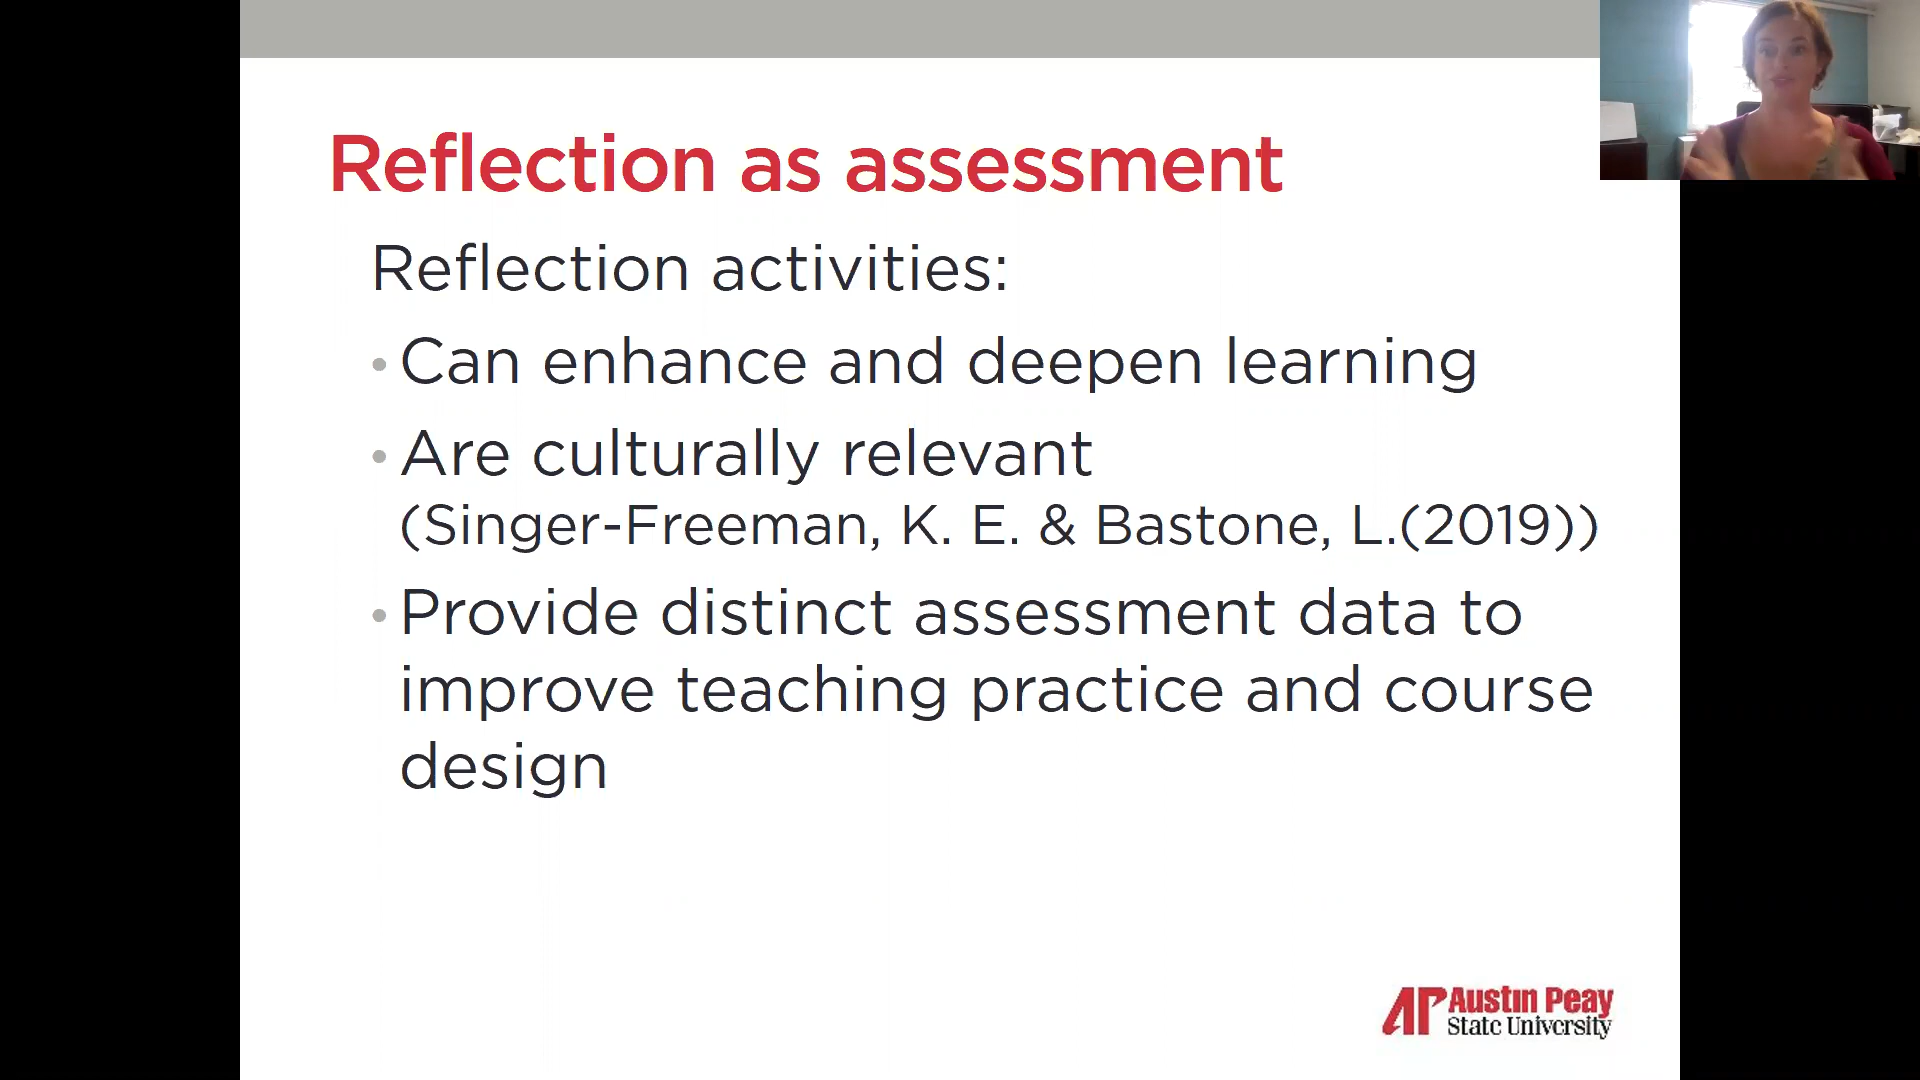 Reflection as assessment
Reflection activities:
• Can enhance and deepen learning
• Are culturally relevant
(Singer-Freeman, K. E. & Bastone, L.(2019))
• Provide distinct assessment data to
improve teaching practice and course
design
AP Austin Peay
State University